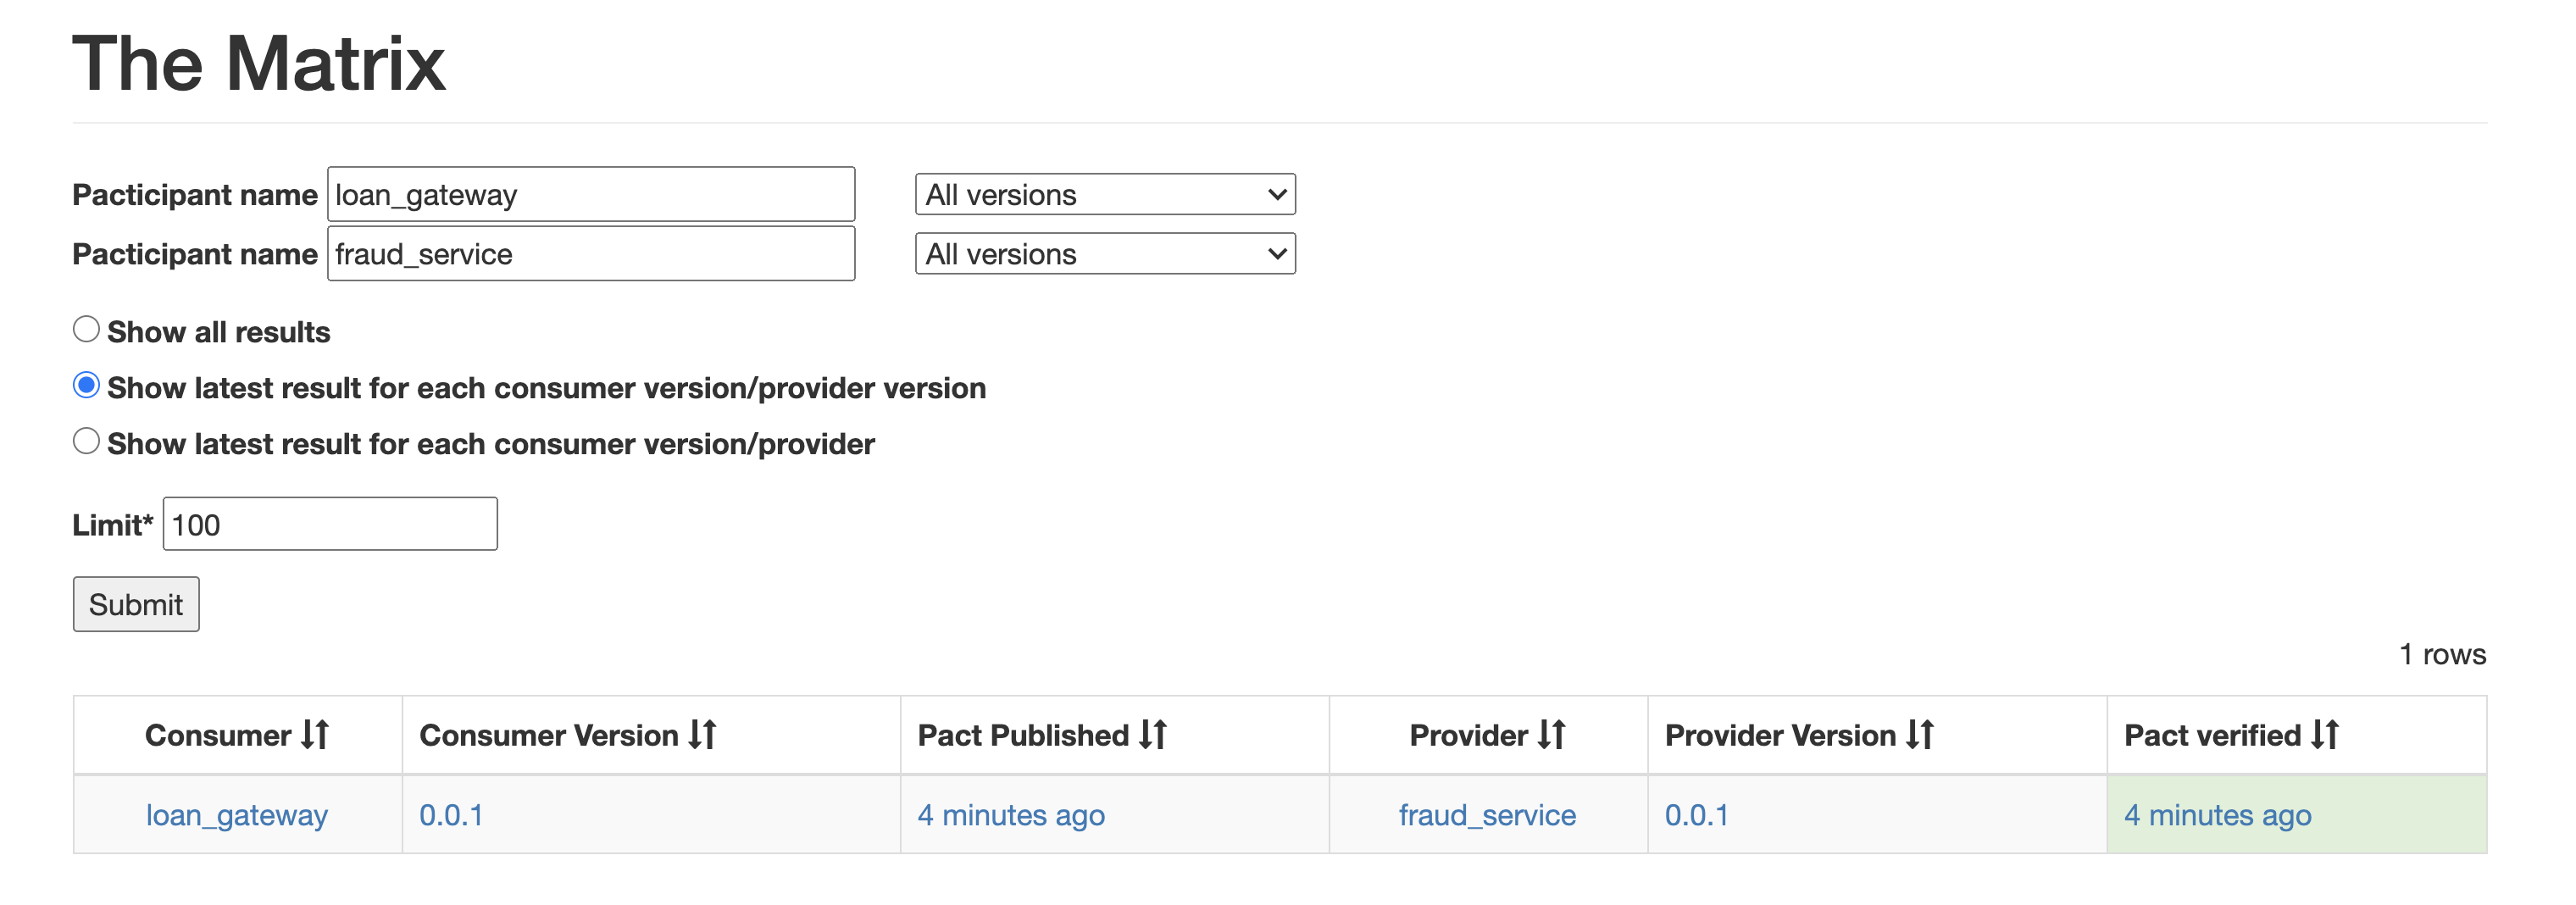 The Matrix
Pacticipant name loan_gateway All versions
Pacticipant name fraud_service All versions
Show all results
Show latest result for each consumer version/provider version
Show latest result for each consumer version/provider
Limit* 100
Submit
1 rows
Consumer Consumer Version Pact Published Provider Provider Version Pact verified
loan_gateway 0.0.1 4 minutes ago fraud_service 0.0.1 4 minutes ago